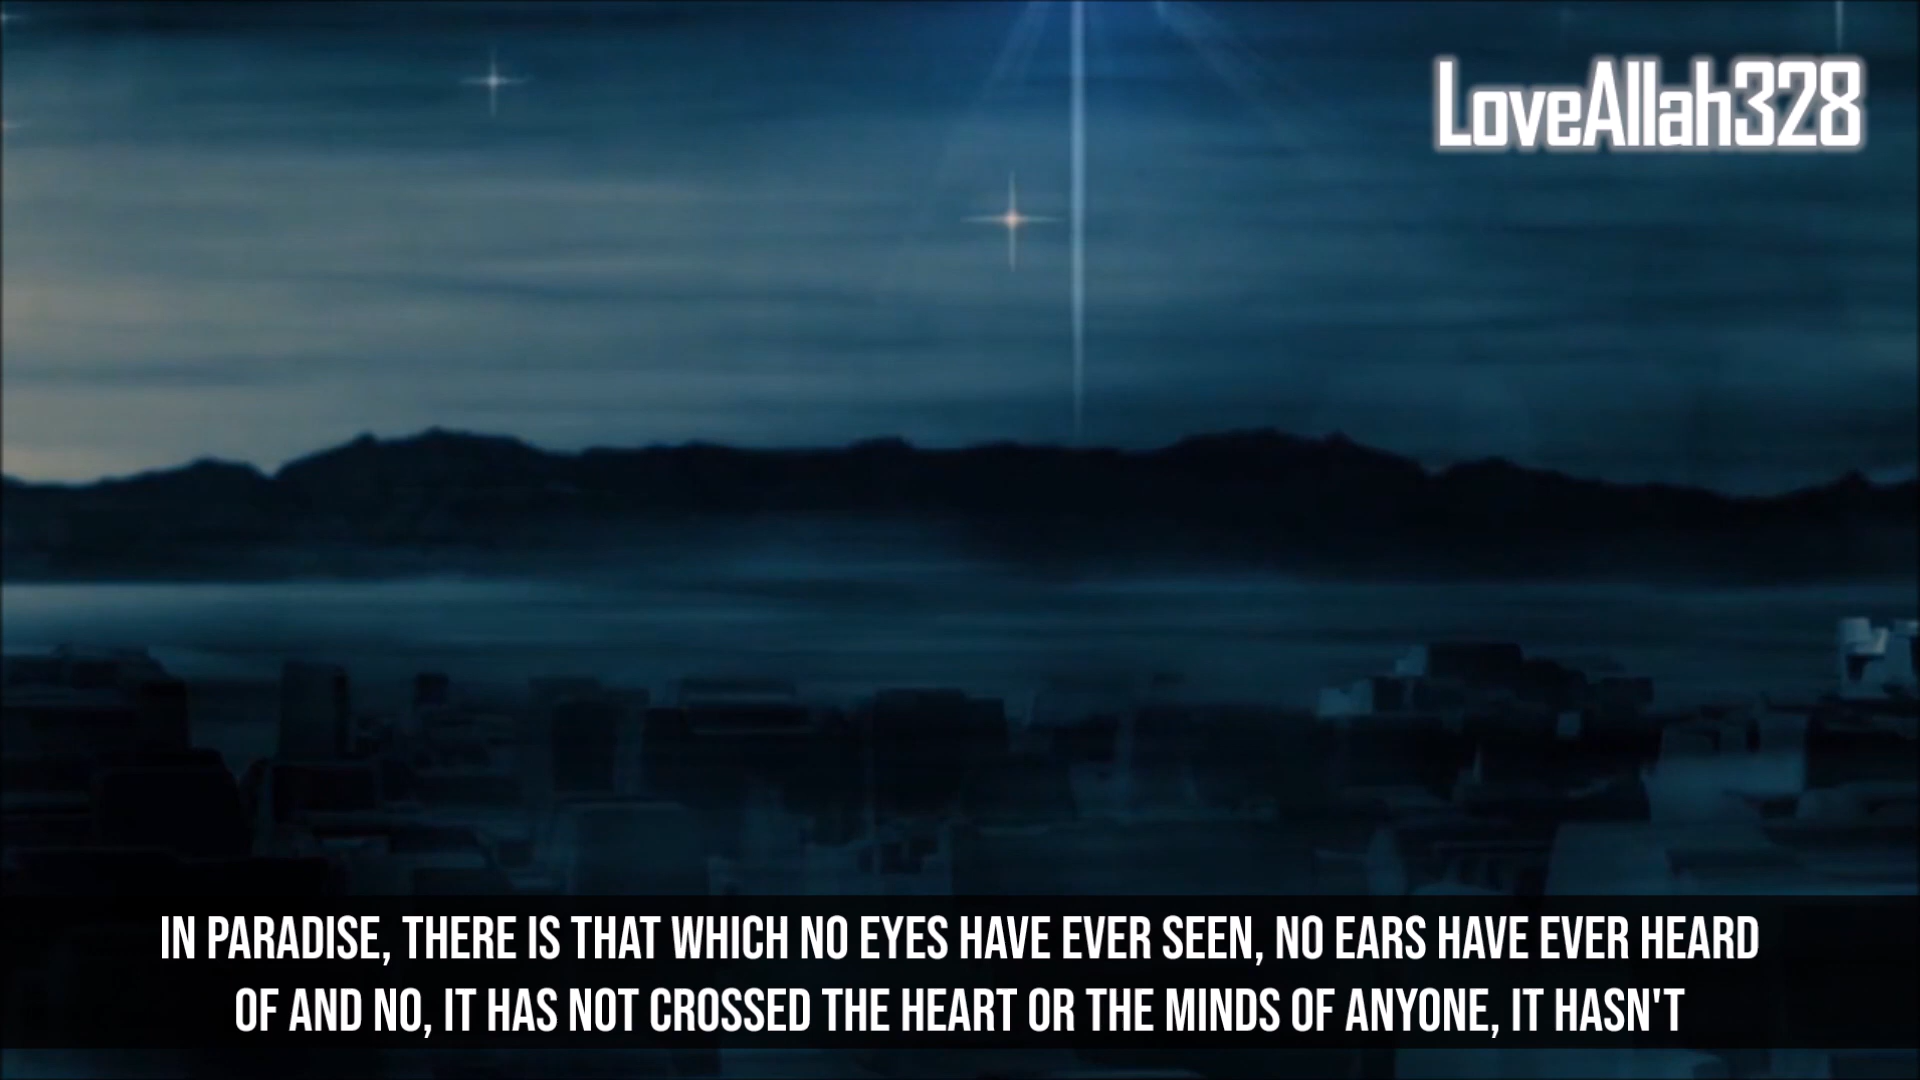 LoveAllah328
IN PARADISE, THERE IS THAT WHICH NO EYES HAVE EVER SEEN, NO EARS HAVE EVER HEARD
OF AND NO, IT HAS NOT CROSSED THE HEART OR THE MINDS OF ANYONE, IT HASN'T